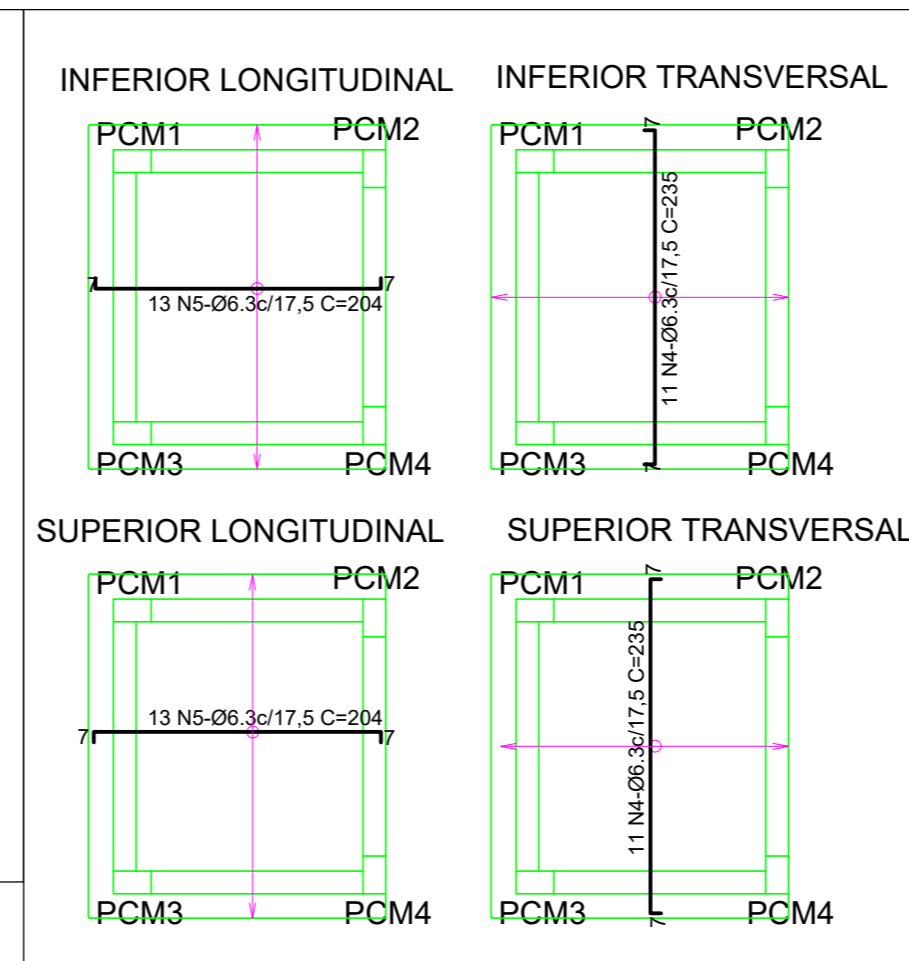 INFERIOR LONGITUDINAL
PCM1
PCM2
7
7
13 N5-Ø6.3c/17,5 C=204
PCM3
PCM4
INFERIOR TRANSVERSAL
PCM1
7
PCM2
11 N4-Ø6.3c/17,5 C=235
PCM3
7
PCM4
SUPERIOR LONGITUDINAL
PCM1
PCM2
13 N5-Ø6.3c/17,5 C=204
7
7
PCM3
PCM4
SUPERIOR TRANSVERSAL
PCM1
7
PCM2
11 N4-Ø6.3c/17,5 C=235
PCM3
7
PCM4